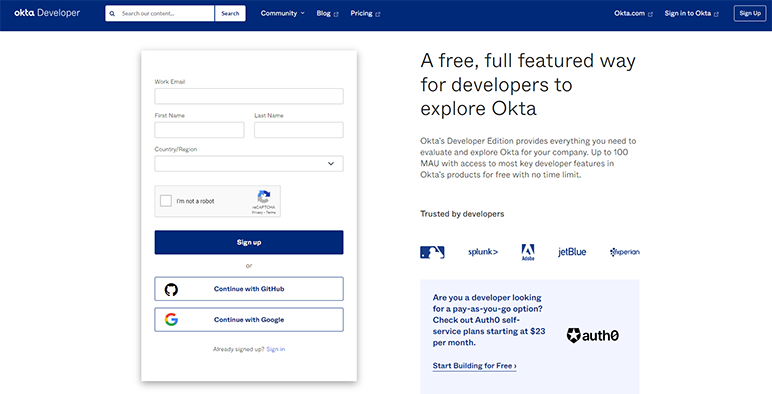 okta Developer
Search our content...
Search
Community
Blog
Pricing
Okta.com
Sign in to Okta
Sign Up
Work Email
First Name
Last Name
Country/Region
I'm not a robot
reCAPTCHA
Privacy - Terms
Sign up
or
Continue with GitHub
Continue with Google
Already signed up? Sign in
A free, full featured way
for developers to
explore Okta
Okta's Developer Edition provides everything you need to
evaluate and explore Okta for your company. Up to 100
MAU with access to most key developer features in
Okta's products for free with no time limit.
Trusted by developers
splunk>
Adobe
jetBlue
experian
Are you a developer looking
for a pay-as-you-go option?
Check out Auth0 self-
service plans starting at $23
per month.
auth0
Start Building for Free ›